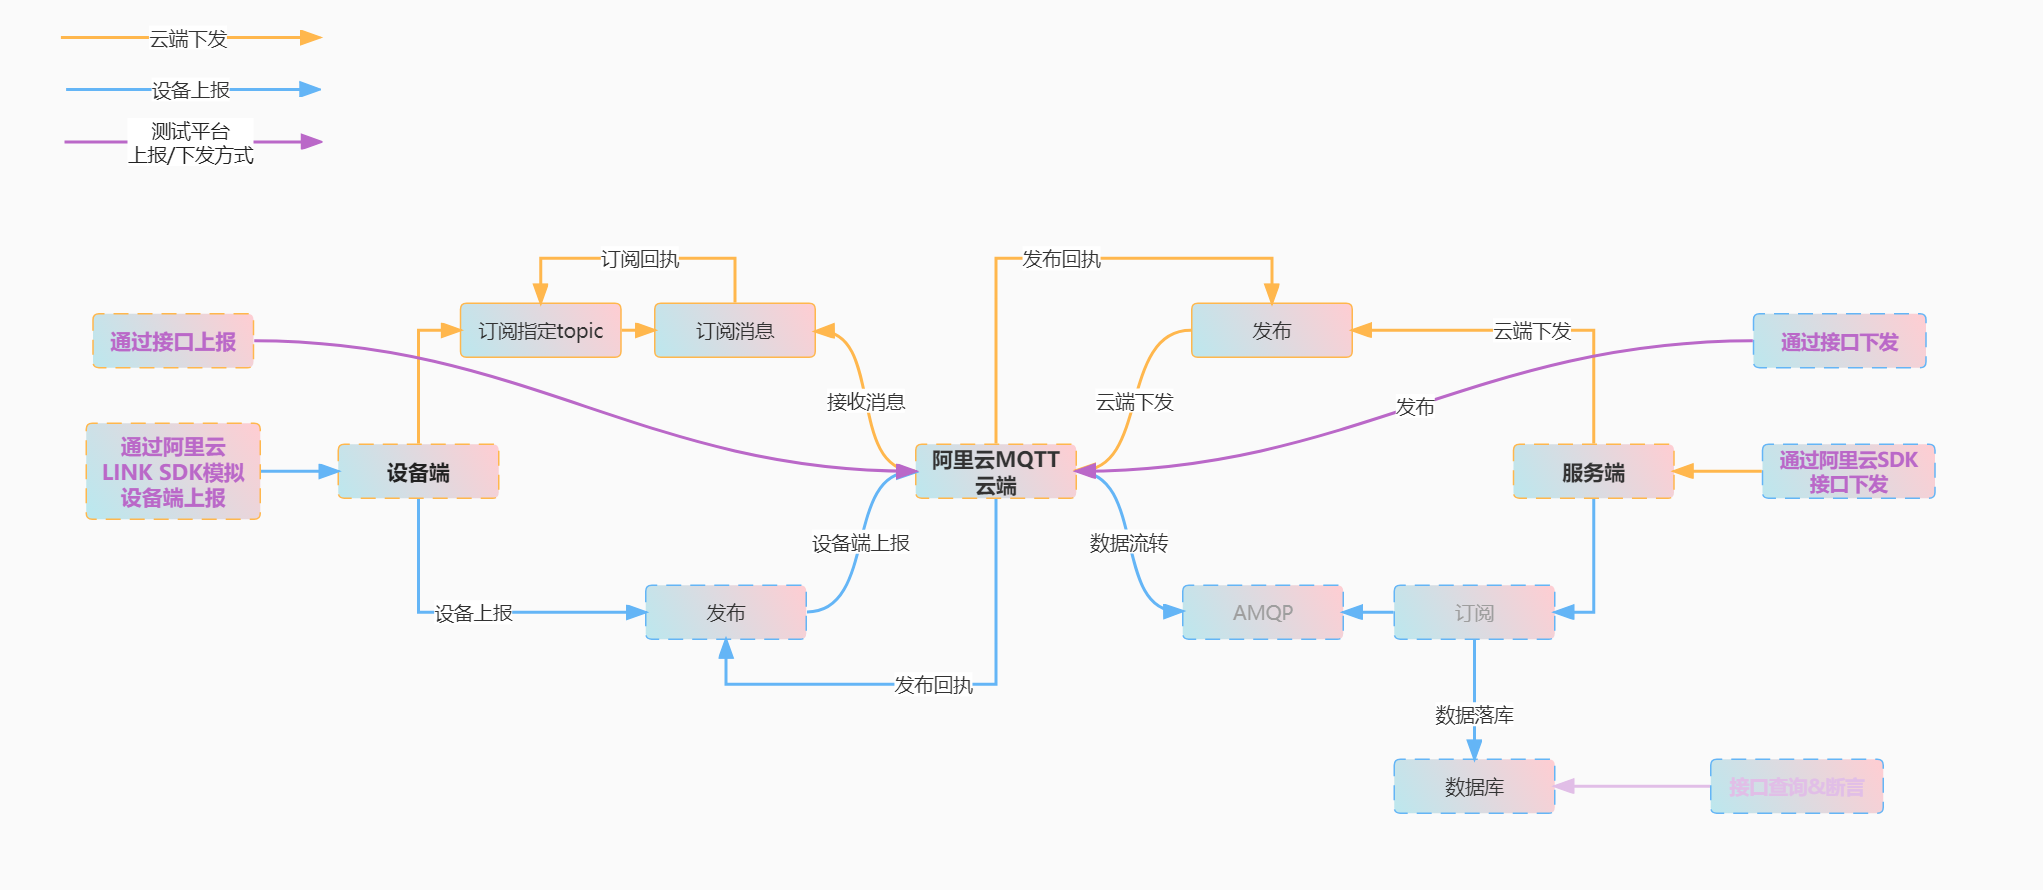 云端下发
设备上报
测试平台
上报/下发方式
订阅回执
发布回执
订阅指定topic
订阅消息
发布
云端下发
通过接口上报
通过接口下发
接收消息
云端下发
发布
通过阿里云
LINK SDK模拟
设备端上报
设备端
阿里云MQTT
云端
服务端
通过阿里云SDK
接口下发
设备端上报
数据流转
设备上报
发布
AMQP
订阅
发布回执
数据落库
数据库
接口查询&断言